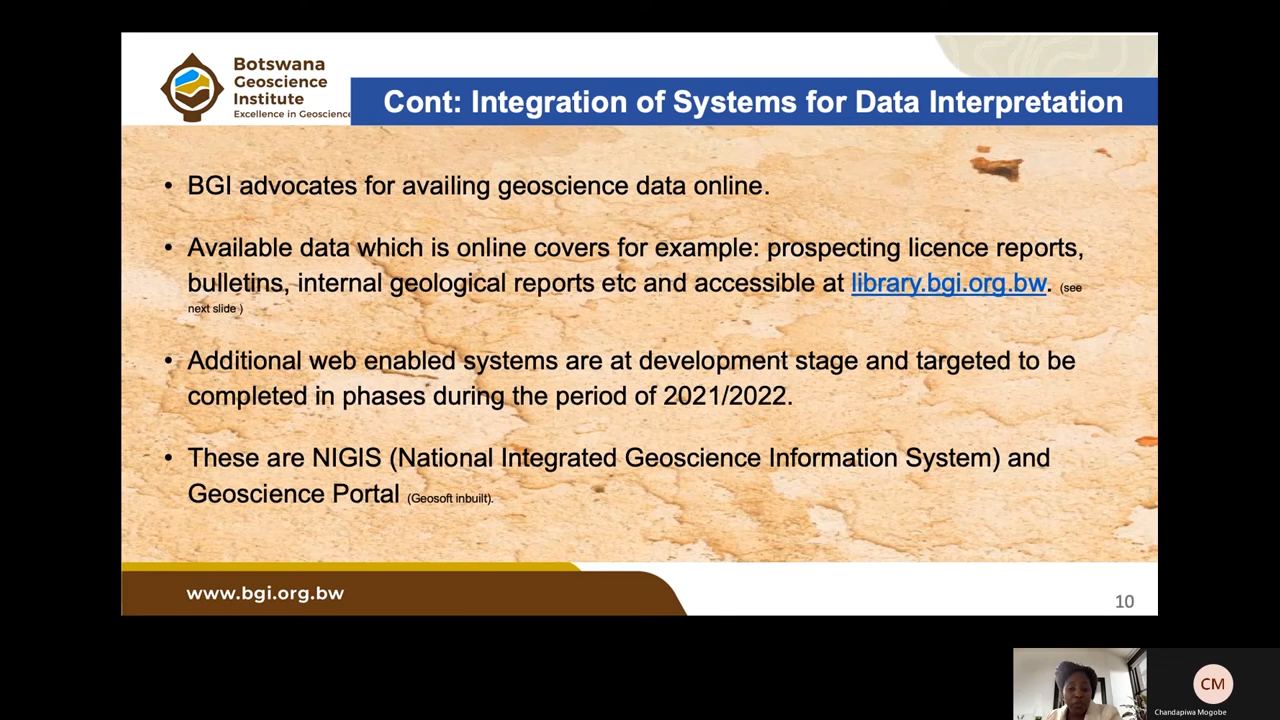 Botswana
Geoscience
Institute
Excellence in Geoscience
Cont: Integration of Systems for Data Interpretation
• BGI advocates for availing geoscience data online.
• Available data which is online covers for example: prospecting licence reports,
bulletins, internal geological reports etc and accessible at library.bgi.org.bw. (see
next slide )
• Additional web enabled systems are at development stage and targeted to be
completed in phases during the period of 2021/2022.
• These are NIGIS (National Integrated Geoscience Information System) and
Geoscience Portal (Geosoft inbuilt).
www.bgi.org.bw
10
CM
Chandapiwa Mogobe